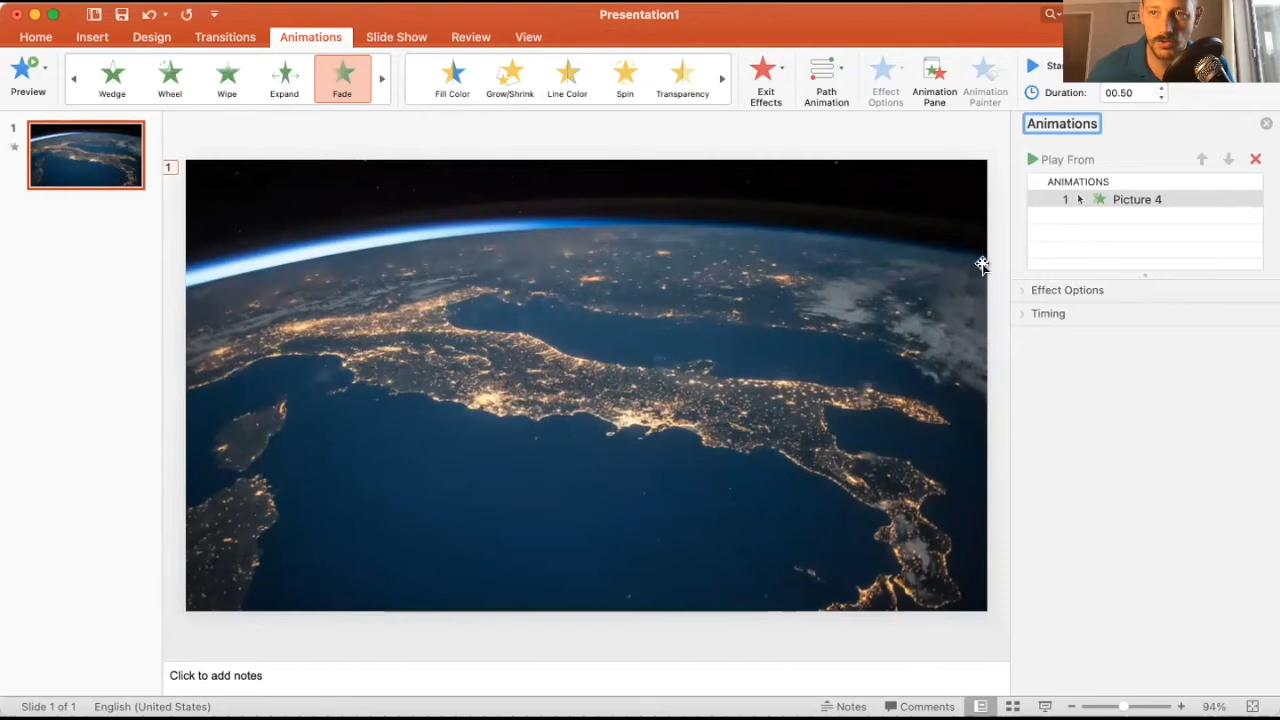 Presentation1
Home Insert Design Transitions Animations Slide Show Review View
Preview
Wedge Wheel Wipe Expand Fade
Fill Color Grow/Shrink Line Color Spin Transparency
Exit Effects
Path Animation
Effect Options
Animation Pane
Animation Painter
Duration: 00.50
Animations
Play From
ANIMATIONS
1 Picture 4
Effect Options
Timing
1
1
Click to add notes
Slide 1 of 1 English (United States) Notes Comments 94%